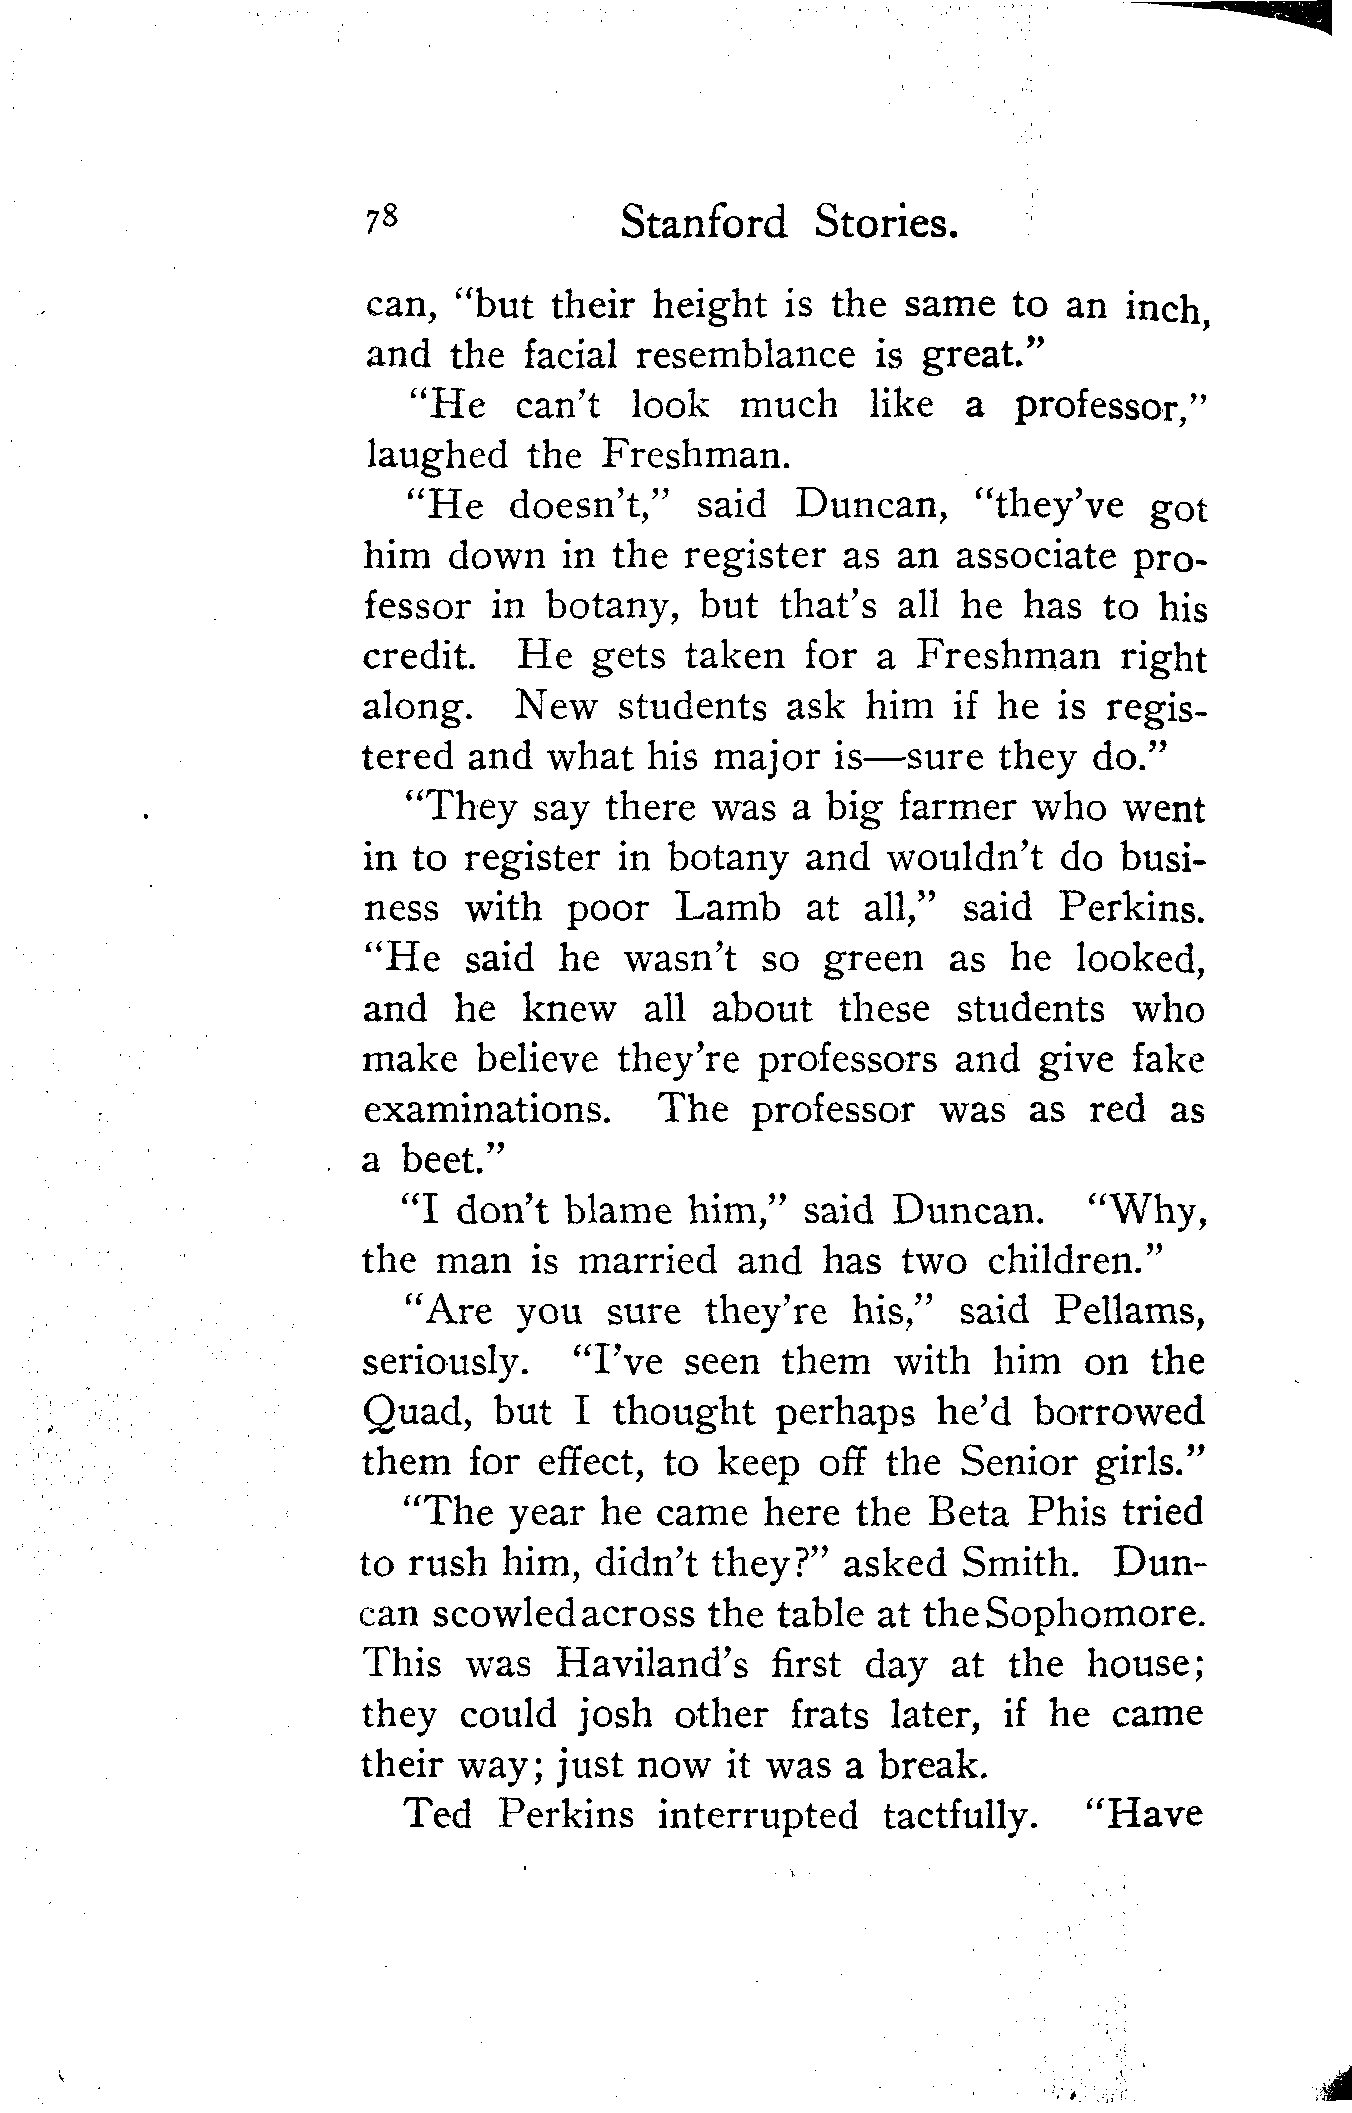 78 Stanford Stories.
can, “but their height is the same to an inch,
and the facial resemblance is great.”
“He can't look much like a professor,”
laughed the Freshman.
“He doesn't,” said Duncan, “they've got
him down in the register as an associate pro-
fessor in botany, but that's all he has to his
credit. He gets taken for a Freshman right
along. New students ask him if he is regis-
tered and what his major is—sure they do.”
“They say there was a big farmer who went
in to register in botany and wouldn't do busi-
ness with poor Lamb at all,” said Perkins.
“He said he wasn't so green as he looked,
and he knew all about these students who
make believe they're professors and give fake
examinations. The professor was as red as
a beet.”
“I don't blame him,” said Duncan. “Why,
the man is married and has two children.”
“Are you sure they're his,” said Pellams,
seriously. “I've seen them with him on the
Quad, but I thought perhaps he'd borrowed
them for effect, to keep off the Senior girls.”
“The year he came here the Beta Phis tried
to rush him, didn't they?” asked Smith. Dun-
can scowled across the table at the Sophomore.
This was Haviland's first day at the house;
they could josh other frats later, if he came
their way; just now it was a break.
Ted Perkins interrupted tactfully. “Have